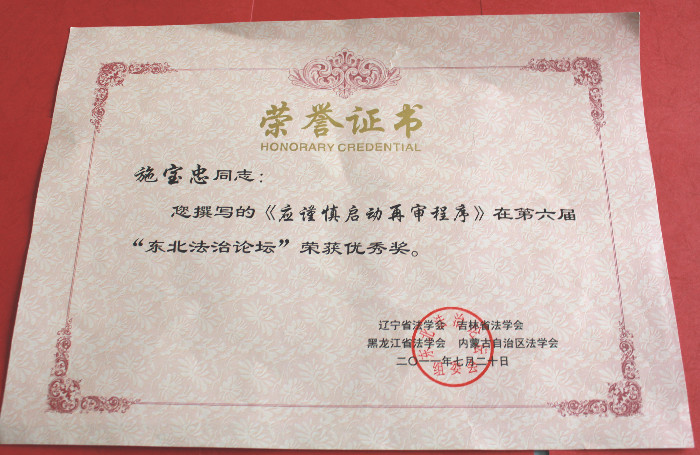 荣誉证书
HONORARY CREDENTIAL
施宝忠同志：
您撰写的《应谨慎启动再审程序》在第六届
“东北法治论坛”荣获优秀奖。
辽宁省法学会 吉林省法学会
黑龙江省法学会 内蒙古自治区法学会
二〇一一年七月二十日
组委会